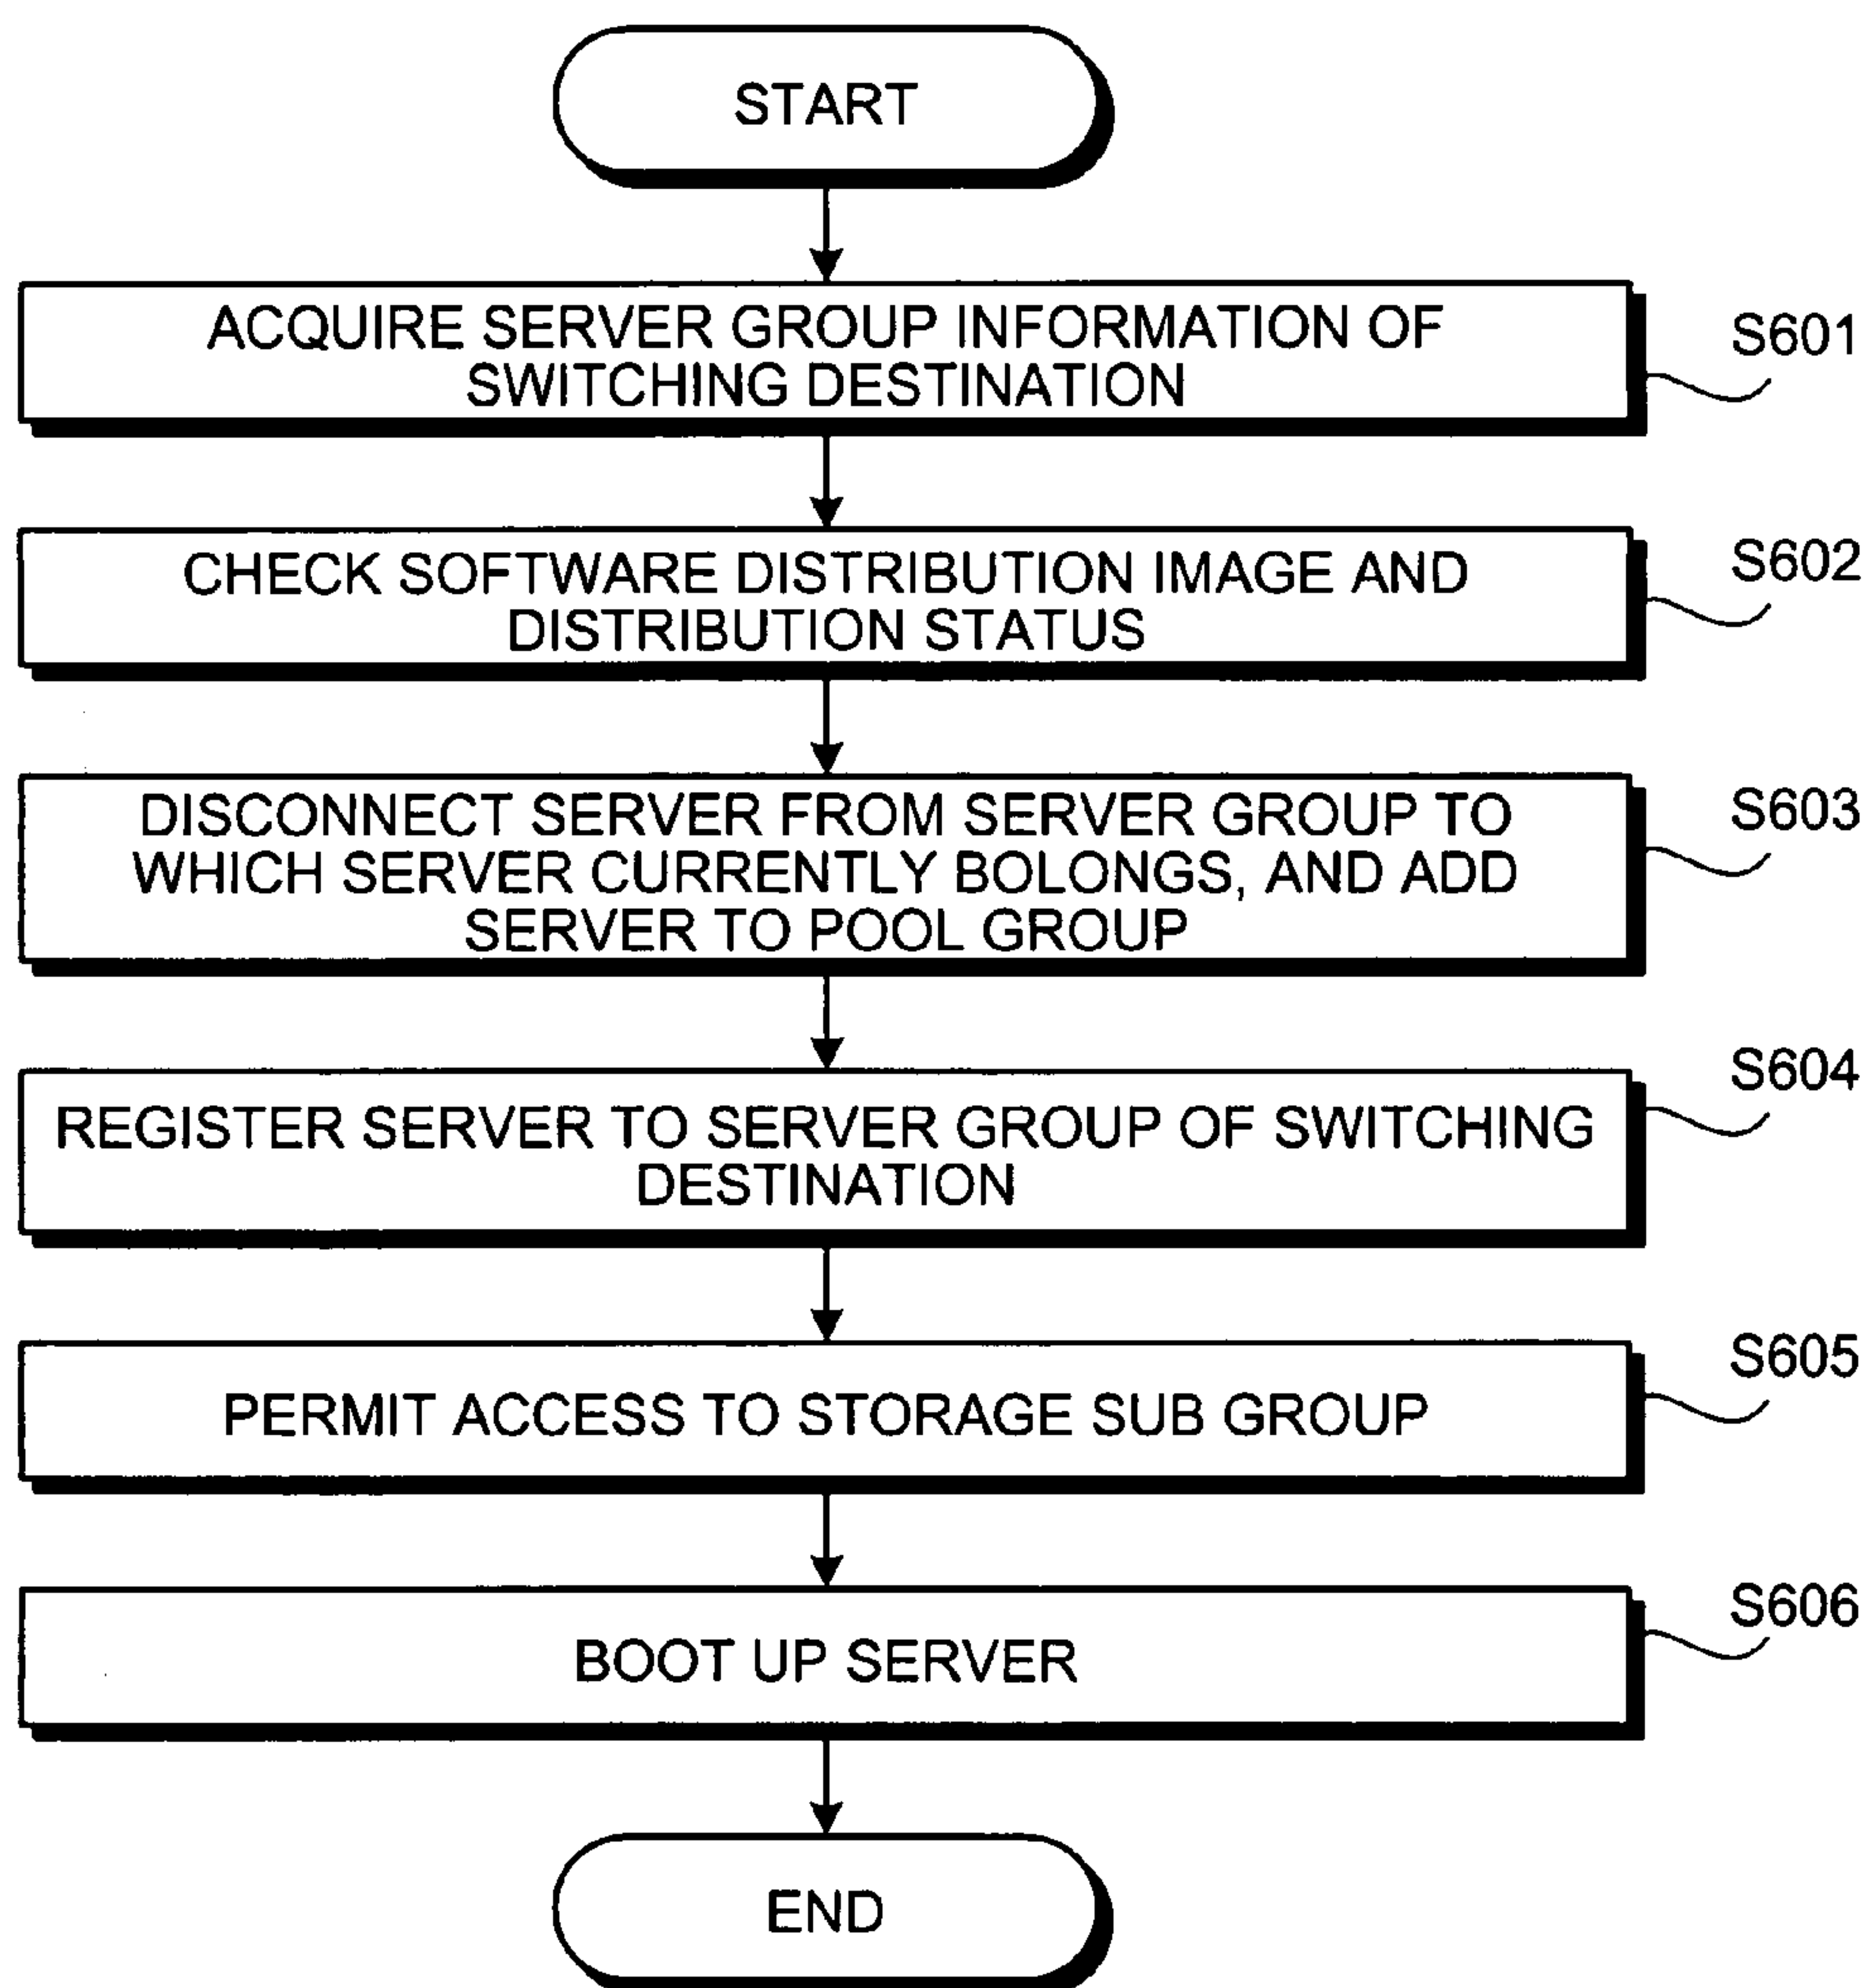 START
ACQUIRE SERVER GROUP INFORMATION OF
SWITCHING DESTINATION
S601
CHECK SOFTWARE DISTRIBUTION IMAGE AND
DISTRIBUTION STATUS
S602
DISCONNECT SERVER FROM SERVER GROUP TO
WHICH SERVER CURRENTLY BOLONGS, AND ADD
SERVER TO POOL GROUP
S603
REGISTER SERVER TO SERVER GROUP OF SWITCHING
DESTINATION
S604
PERMIT ACCESS TO STORAGE SUB GROUP
S605
BOOT UP SERVER
S606
END